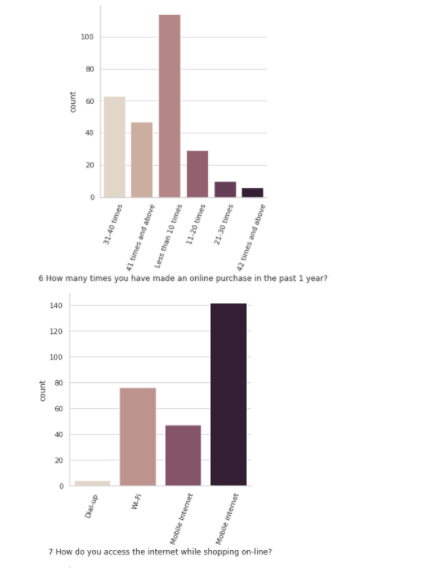 100
80
60
40
20
0
count
31-40 times
41 times and above
Less than 10 times
11-20 times
21-30 times
42 times and above
6 How many times you have made an online purchase in the past 1 year?
140
120
100
80
60
40
20
0
count
Dial-up
Wi-Fi
Mobile Internet
Mobile internet
7 How do you access the internet while shopping on-line?